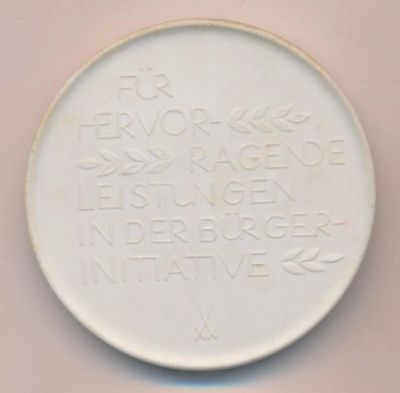 FÜR
HERVOR-
RAGENDE
LEISTUNGEN
IN DER BÜRGER-
INITIATIVE